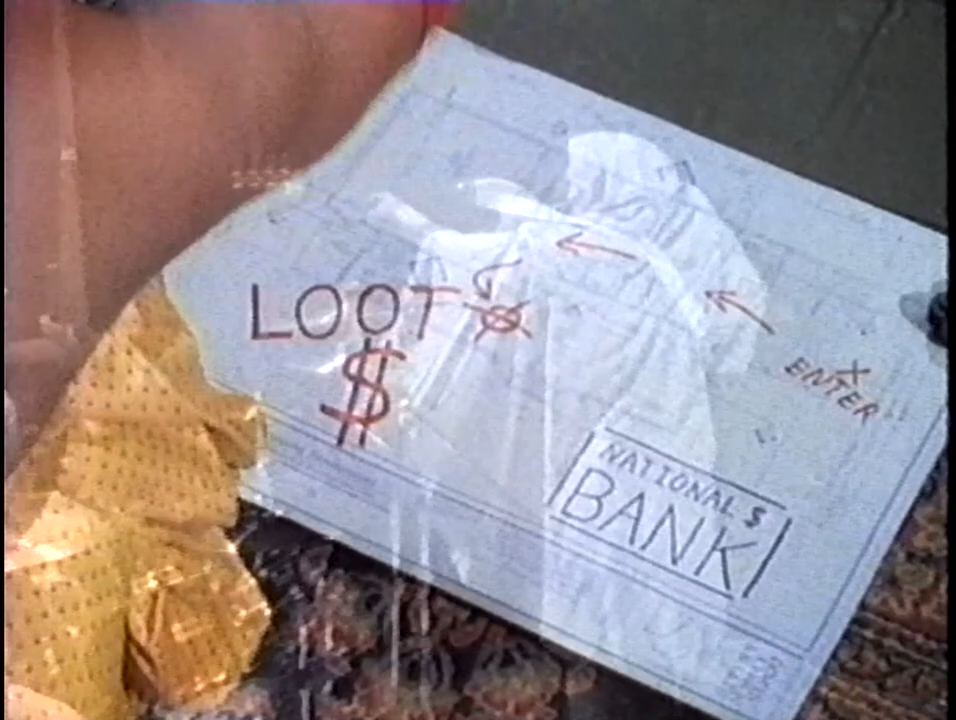 LOOT
$
ENTER
NATIONAL $
BANK